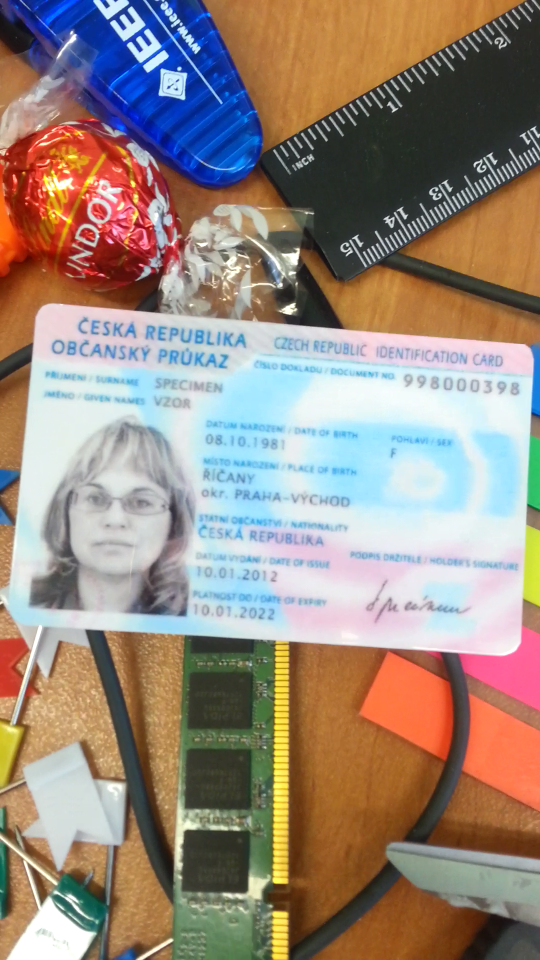 IEEE
www.ieee
LINDOR
2
1
INCH
11
12
13
14
15
ČESKÁ REPUBLIKA
OBČANSKÝ PRŮKAZ
CZECH REPUBLIC IDENTIFICATION CARD
ČÍSLO DOKLADU / DOCUMENT NO. 998000398
PŘÍJMENÍ / SURNAME SPECIMEN
JMÉNO / GIVEN NAMES VZOR
DATUM NAROZENÍ / DATE OF BIRTH
08.10.1981
POHLAVÍ / SEX
F
MÍSTO NAROZENÍ / PLACE OF BIRTH
ŘÍČANY
okr. PRAHA-VÝCHOD
STÁTNÍ OBČANSTVÍ / NATIONALITY
ČESKÁ REPUBLIKA
DATUM VYDÁNÍ / DATE OF ISSUE
10.01.2012
PODPIS DRŽITELE / HOLDER'S SIGNATURE
Specimen
PLATNOST DO / DATE OF EXPIRY
10.01.2022